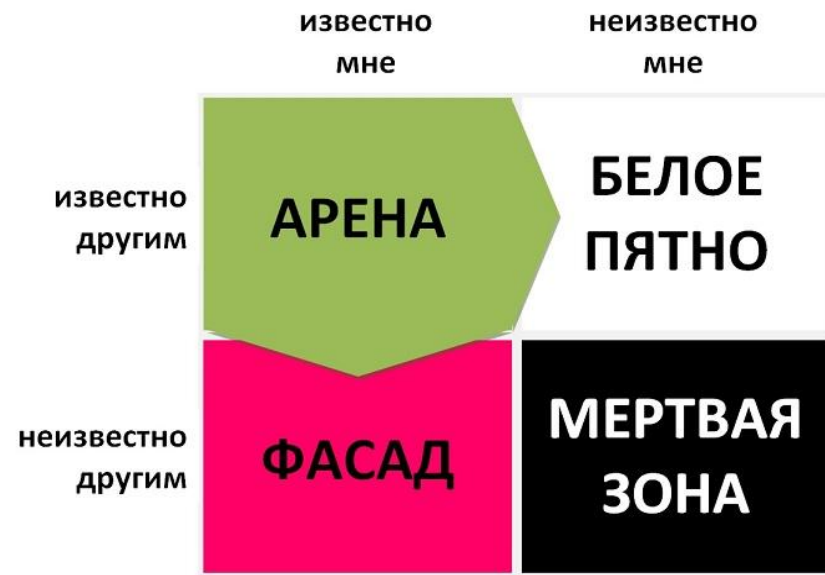 известно
мне
неизвестно
мне
известно
другим
АРЕНА
БЕЛОЕ
ПЯТНО
неизвестно
другим
ФАСАД
МЕРТВАЯ
ЗОНА